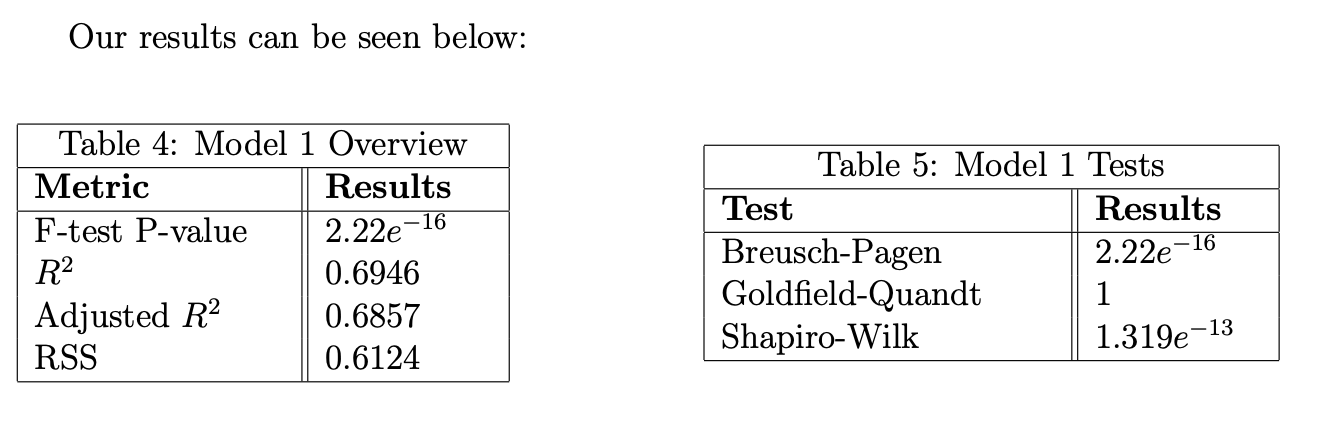 Our results can be seen below:
Table 4: Model 1 Overview
Metric Results
F-test P-value 2.22e⁻¹⁶
R² 0.6946
Adjusted R² 0.6857
RSS 0.6124
Table 5: Model 1 Tests
Test Results
Breusch-Pagen 2.22e⁻¹⁶
Goldfield-Quandt 1
Shapiro-Wilk 1.319e⁻¹³